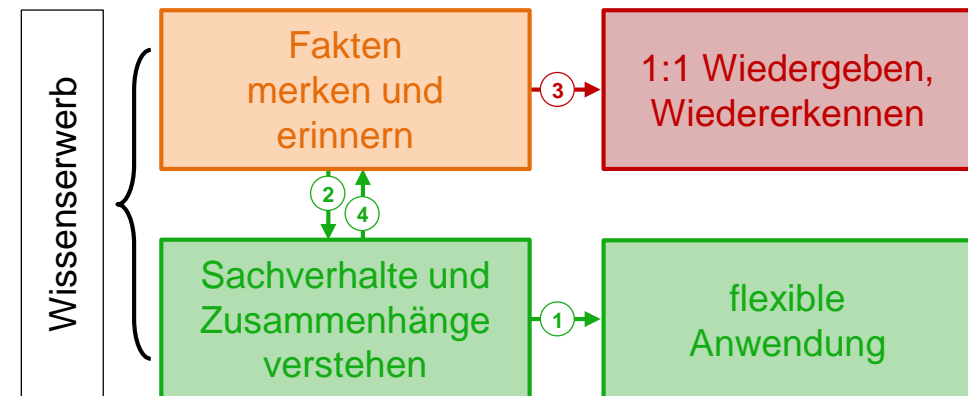 Wissenserwerb
Fakten
merken und
erinnern
3
1:1 Wiedergeben,
Wiedererkennen
2
4
Sachverhalte und
Zusammenhänge
verstehen
1
flexible
Anwendung